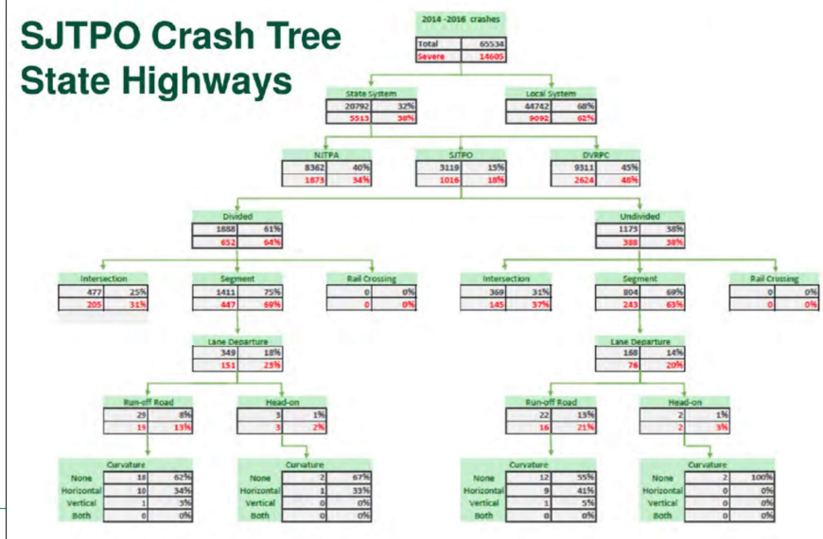 SJTPO Crash Tree
State Highways
2014 -2016 crashes
Total 65534
Severe 14605
State System
20792 32%
5513 38%
Local System
44742 68%
9092 62%
NJTPA
8362 40%
1873 34%
SJTPO
3119 15%
1016 18%
DVRPC
9311 45%
2624 48%
Divided
1888 61%
652 64%
Undivided
1173 38%
388 38%
Intersection
477 25%
205 31%
Segment
1411 75%
447 69%
Rail Crossing
0 0%
0 0%
Intersection
369 31%
145 37%
Segment
804 69%
243 63%
Rail Crossing
0 0%
0 0%
Lane Departure
349 18%
151 23%
Lane Departure
168 14%
76 20%
Run-off Road
29 8%
19 13%
Head-on
3 1%
3 2%
Run-off Road
22 13%
16 21%
Head-on
2 1%
2 3%
Curvature
None 18 62%
Horizontal 10 34%
Vertical 1 3%
Both 0 0%
Curvature
None 2 67%
Horizontal 1 33%
Vertical 0 0%
Both 0 0%
Curvature
None 12 55%
Horizontal 9 41%
Vertical 1 5%
Both 0 0%
Curvature
None 2 100%
Horizontal 0 0%
Vertical 0 0%
Both 0 0%